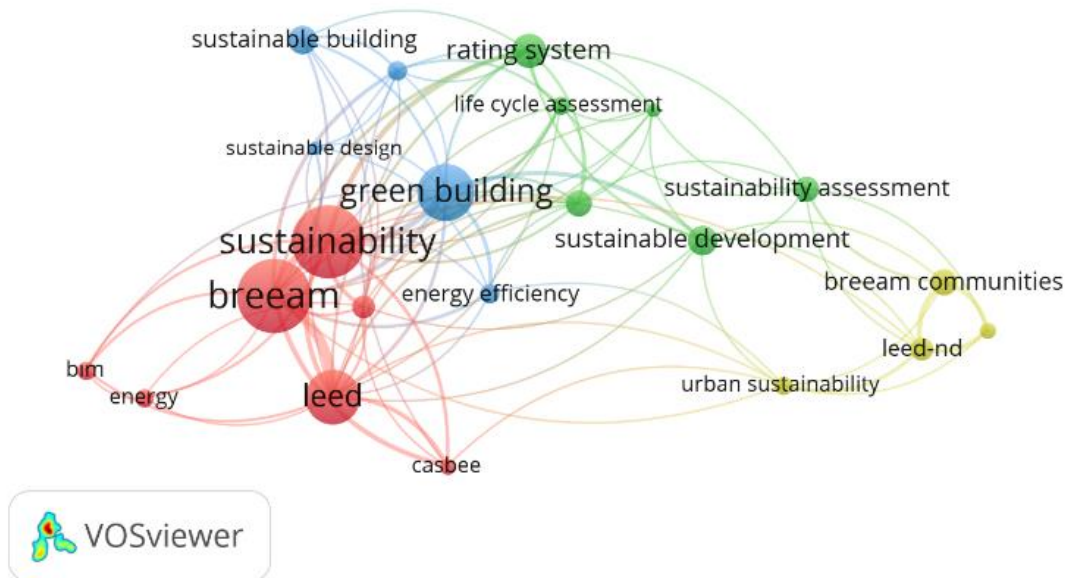 sustainable building
rating system
life cycle assessment
sustainable design
green building
sustainability assessment
sustainability
sustainable development
breeam
energy efficiency
breeam communities
leed-nd
bim
energy
leed
urban sustainability
casbee
VOSviewer